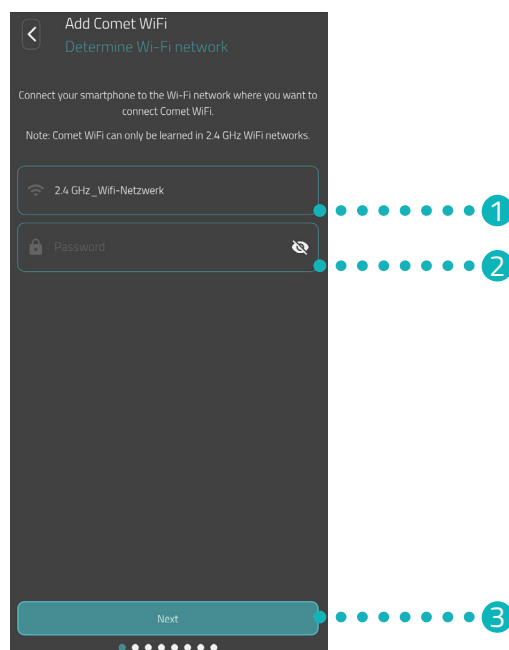 Add Comet WiFi
Determine Wi-Fi network
Connect your smartphone to the Wi-Fi network where you want to
connect Comet WiFi.
Note: Comet WiFi can only be learned in 2.4 GHz WiFi networks.
2.4 GHz_Wifi-Netzwerk
1
Password
2
Next
3